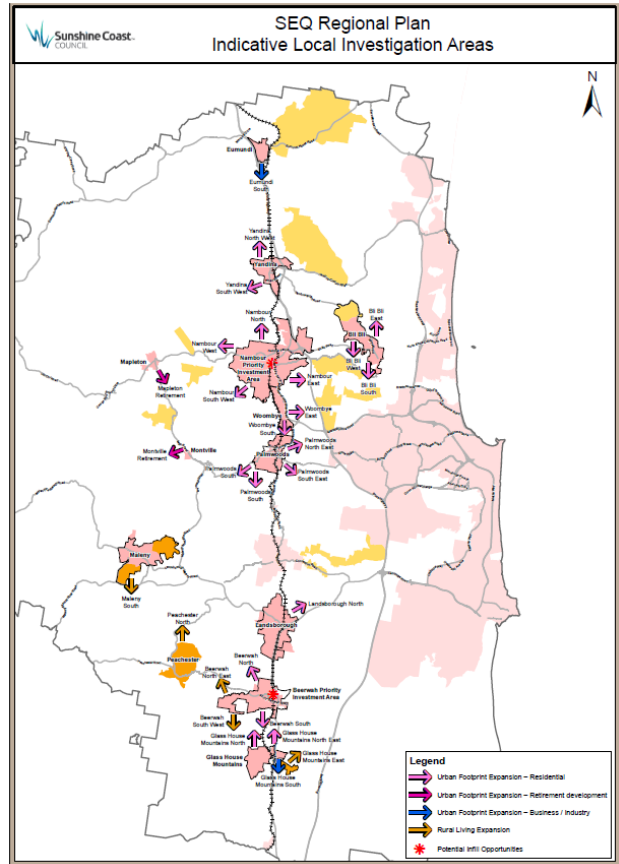 Sunshine Coast.
COUNCIL
SEQ Regional Plan
Indicative Local Investigation Areas
N
Eumundi
Eumundi
South
Yandina
North West
Yandina
Yandina
South West
Nambour
North
Bli Bli
East
Bli Bli
Nambour
West
Bli Bli
West
Mapleton
Nambour
Priority
Investment
Area
Nambour
East
Bli Bli
South
Mapleton
Retirement
Nambour
South West
Woombye
Woombye
East
Woombye
South
Palmwoods
North East
Montville
Retirement
Montville
Palmwoods
Palmwoods
South
Palmwoods
South East
Palmwoods
South
Maleny
Maleny
South
Landsborough North
Peachester
North
Landsborough
Peachester
Beerwah
North
Beerwah
North East
Beerwah Priority
Investment Area
Beerwah
South West
Beerwah South
Glass House
Mountains North
Glass House
Mountains North East
Glass House
Mountains
Glass House
Mountains East
Glass House
Mountains South
Legend
Urban Footprint Expansion – Residential
Urban Footprint Expansion – Retirement development
Urban Footprint Expansion – Business / Industry
Rural Living Expansion
Potential Infill Opportunities